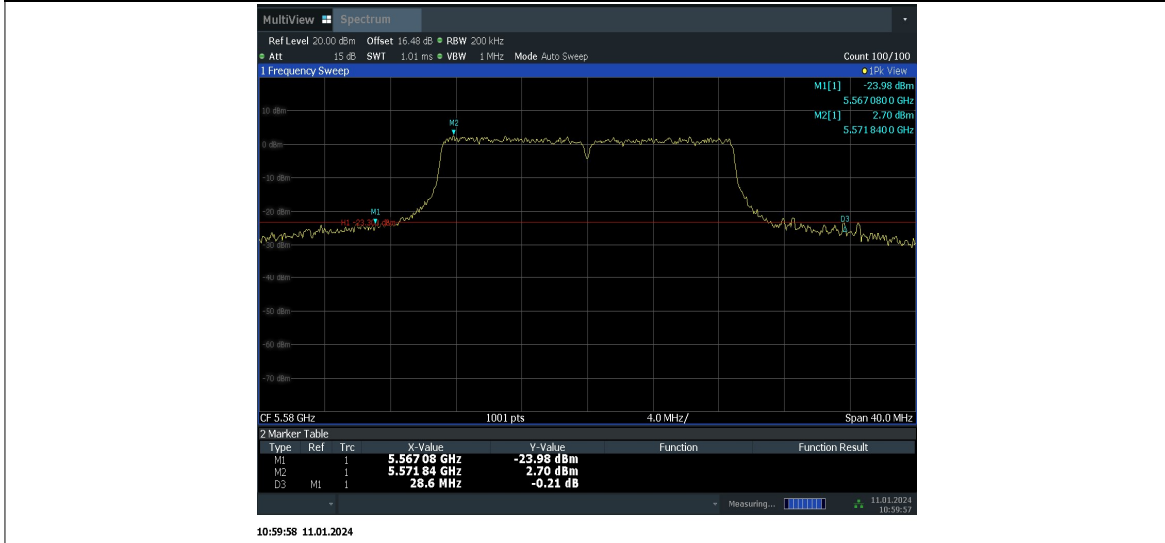 MultiView Spectrum
Ref Level 20.00 dBm Offset 16.48 dB RBW 200 kHz
Att 15 dB SWT 1.01 ms VBW 1 MHz Mode Auto Sweep Count 100/100
1 Frequency Sweep 1Pk View
M1[1] -23.98 dBm
5.567 080 0 GHz
M2[1] 2.70 dBm
5.571 840 0 GHz
10 dBm
M2
0 dBm
-10 dBm
-20 dBm
M1
D3
-30 dBm
-40 dBm
-50 dBm
-60 dBm
-70 dBm
CF 5.58 GHz 1001 pts 4.0 MHz/ Span 40.0 MHz
2 Marker Table
Type Ref Trc X-Value Y-Value Function Function Result
M1 1 5.567 08 GHz -23.98 dBm
M2 1 5.571 84 GHz 2.70 dBm
D3 M1 1 28.6 MHz -0.21 dB
Measuring... 11.01.2024
10:59:57
10:59:58 11.01.2024